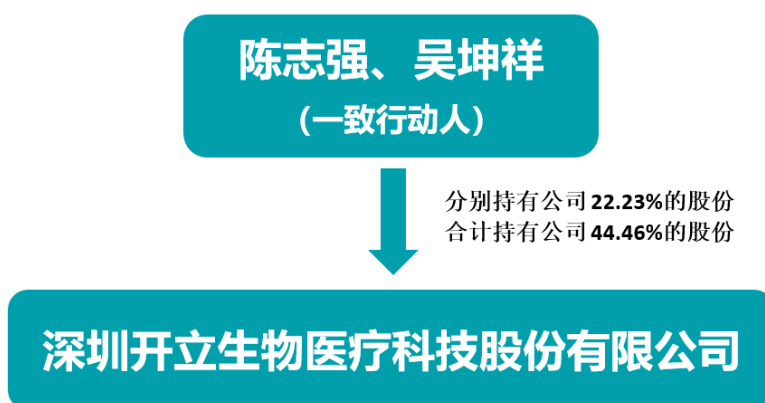 陈志强、吴坤祥
(一致行动人)
分别持有公司22.23%的股份
合计持有公司44.46%的股份
深圳开立生物医疗科技股份有限公司